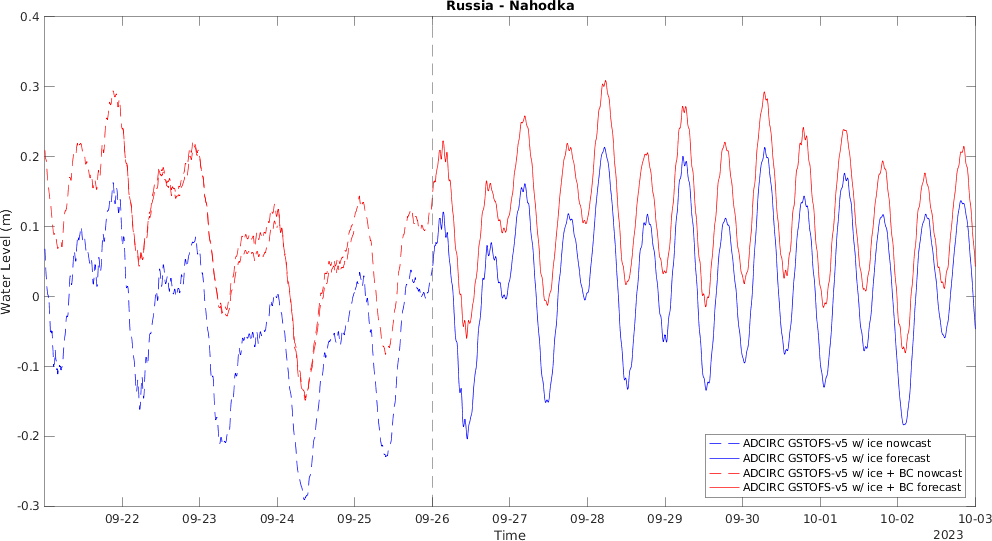 Russia - Nahodka
Water Level (m)
0.4
0.3
0.2
0.1
0
-0.1
-0.2
-0.3
ADCIRC GSTOFS-v5 w/ ice nowcast
ADCIRC GSTOFS-v5 w/ ice forecast
ADCIRC GSTOFS-v5 w/ ice + BC nowcast
ADCIRC GSTOFS-v5 w/ ice + BC forecast
09-22 09-23 09-24 09-25 09-26 09-27 09-28 09-29 09-30 10-01 10-02 10-03
Time
2023